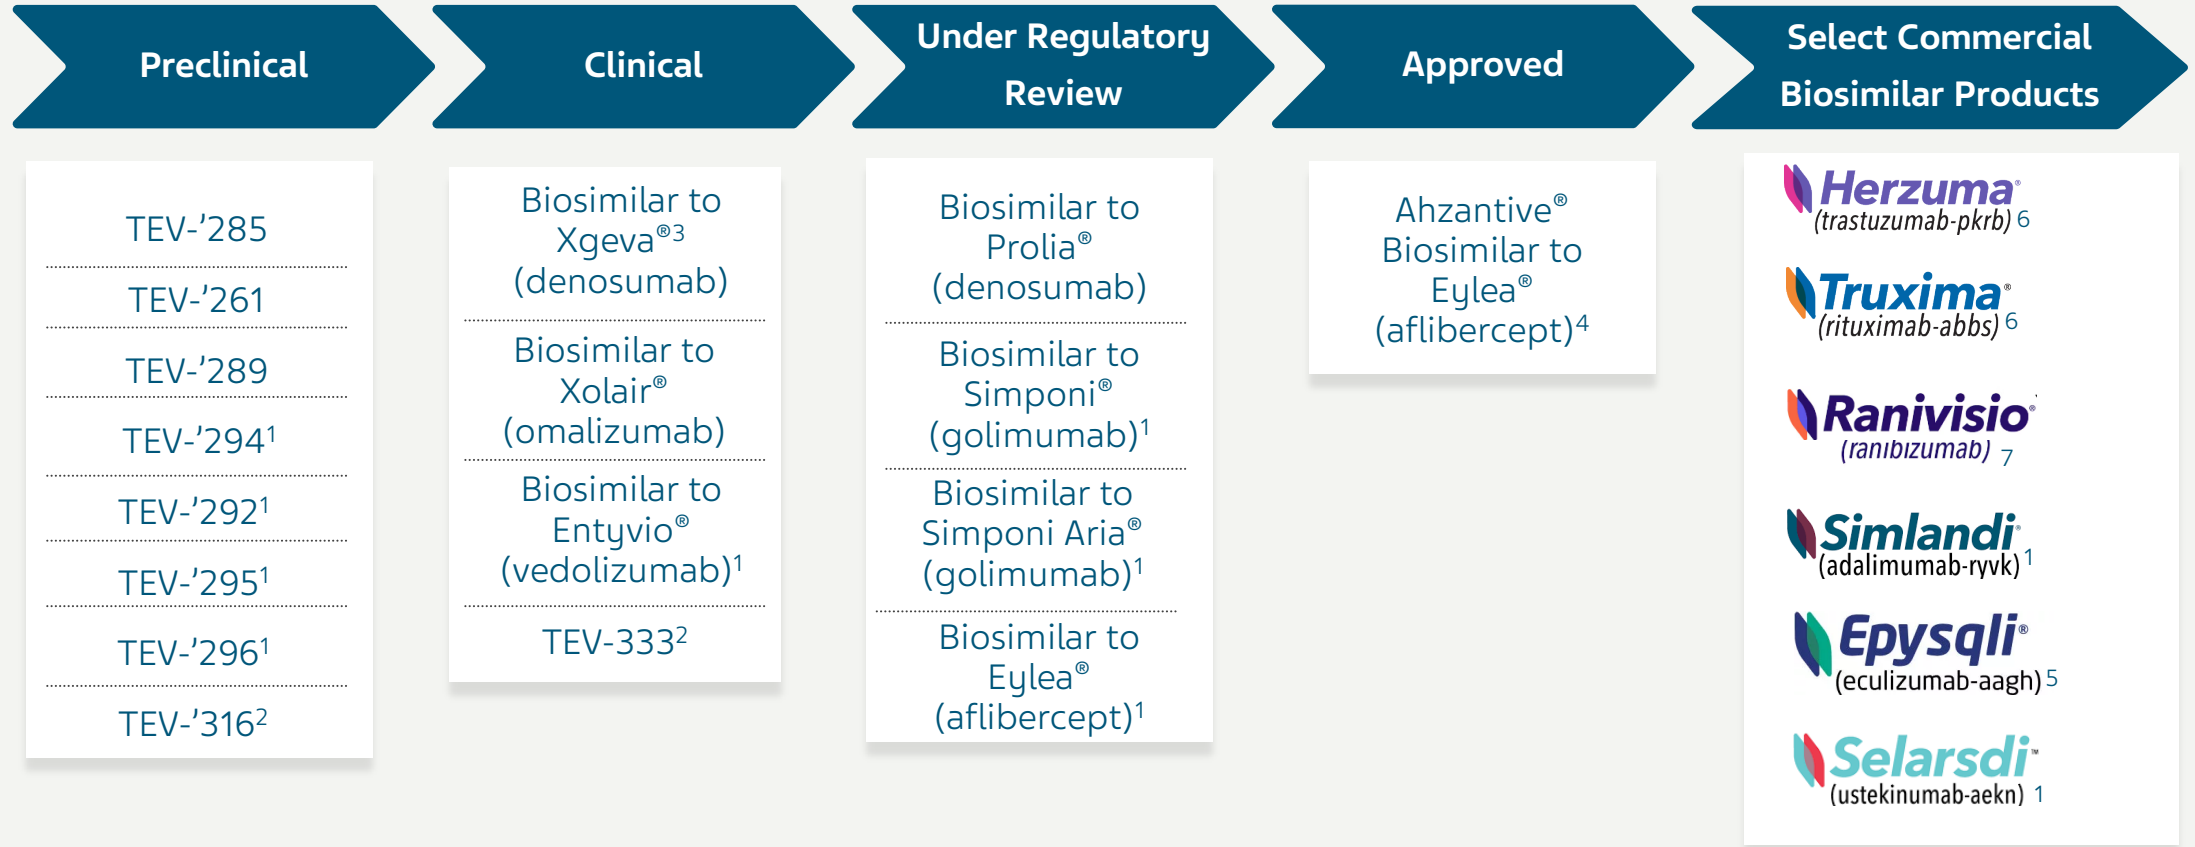 Preclinical
Clinical
Under Regulatory
Review
Approved
Select Commercial
Biosimilar Products
TEV-’285
TEV-’261
TEV-’289
TEV-’294¹
TEV-’292¹
TEV-’295¹
TEV-’296¹
TEV-’316²
Biosimilar to
Xgeva®³
(denosumab)
Biosimilar to
Xolair®
(omalizumab)
Biosimilar to
Entyvio®
(vedolizumab)¹
TEV-333²
Biosimilar to
Prolia®
(denosumab)
Biosimilar to
Simponi®
(golimumab)¹
Biosimilar to
Simponi Aria®
(golimumab)¹
Biosimilar to
Eylea®
(aflibercept)¹
Ahzantive®
Biosimilar to
Eylea®
(aflibercept)⁴
Herzuma®
(trastuzumab-pkrb) 6
Truxima®
(rituximab-abbs) 6
Ranivisio®
(ranibizumab) 7
Simlandi®
(adalimumab-ryvk) 1
Epysqli®
(eculizumab-aagh) 5
Selarsdi™
(ustekinumab-aekn) 1